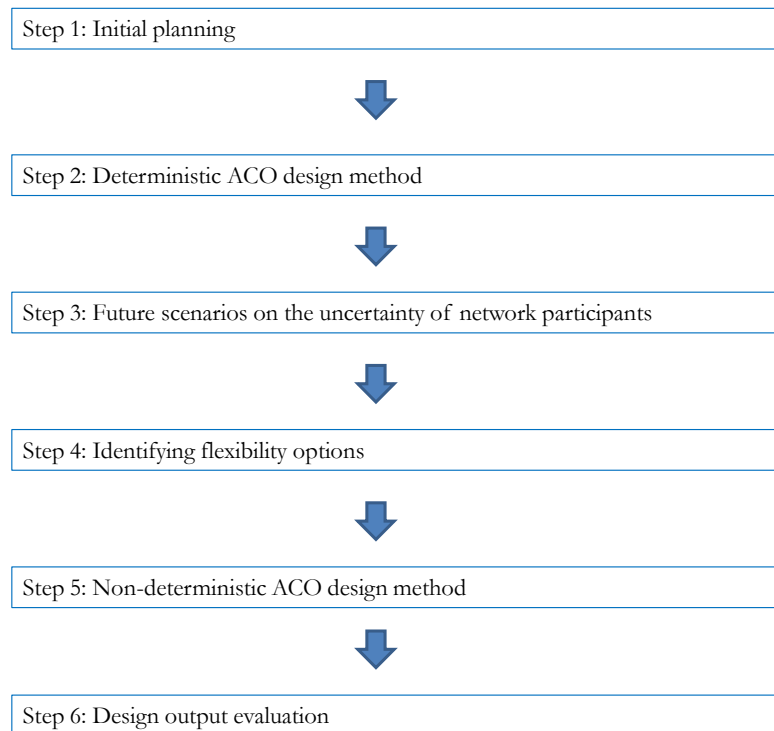 Step 1: Initial planning
Step 2: Deterministic ACO design method
Step 3: Future scenarios on the uncertainty of network participants
Step 4: Identifying flexibility options
Step 5: Non-deterministic ACO design method
Step 6: Design output evaluation